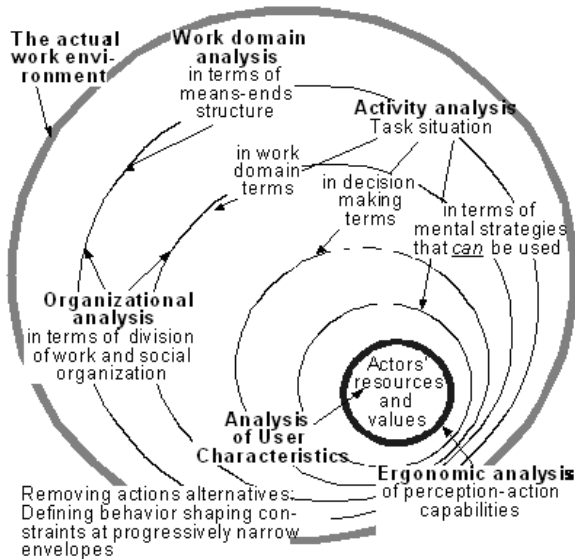 The actual
work envi-
ronment
Work domain
analysis
in terms of
means-ends
structure
Activity analysis
Task situation
in work
domain
terms
in decision
making
terms
in terms of
mental strategies
that can be used
Organizational
analysis
in terms of division
of work and social
organization
Actors'
resources
and
values
Analysis
of User
Characteristics
Ergonomic analysis
of perception-action
capabilities
Removing actions alternatives:
Defining behavior shaping con-
straints at progressively narrow
envelopes